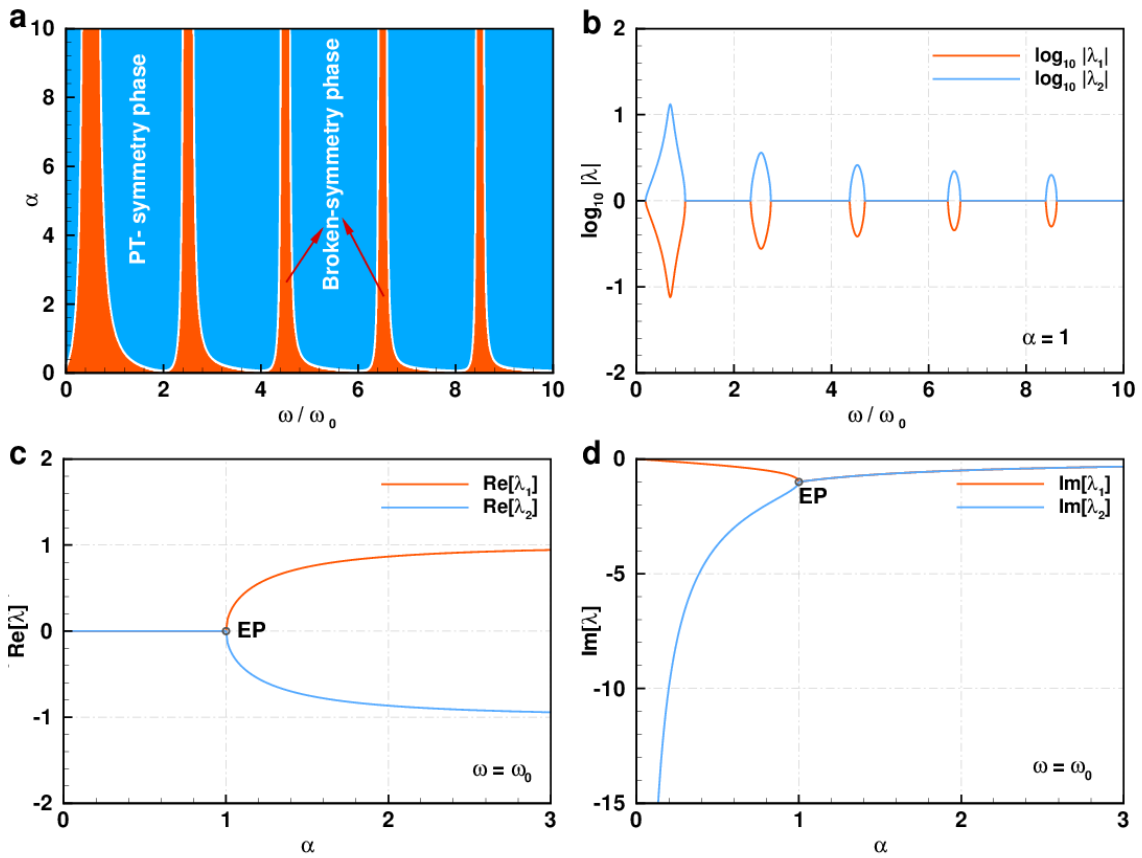 a
10
8
6
4
2
0
α
PT- symmetry phase
Broken-symmetry phase
0 2 4 6 8 10
ω / ω₀
b
2
1
0
-1
-2
log₁₀ |λ|
log₁₀ |λ₁|
log₁₀ |λ₂|
α = 1
0 2 4 6 8 10
ω / ω₀
c
2
1
0
-1
-2
Re[λ]
Re[λ₁]
Re[λ₂]
EP
ω = ω₀
0 1 2 3
α
d
0
-5
-10
-15
Im[λ]
Im[λ₁]
Im[λ₂]
EP
ω = ω₀
0 1 2 3
α